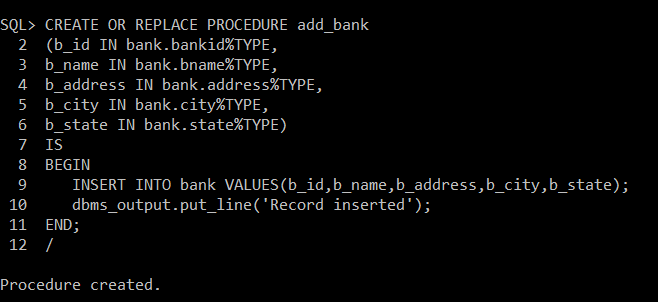 SQL> CREATE OR REPLACE PROCEDURE add_bank
  2  (b_id IN bank.bankid%TYPE,
  3  b_name IN bank.bname%TYPE,
  4  b_address IN bank.address%TYPE,
  5  b_city IN bank.city%TYPE,
  6  b_state IN bank.state%TYPE)
  7  IS
  8  BEGIN
  9     INSERT INTO bank VALUES(b_id,b_name,b_address,b_city,b_state);
 10     dbms_output.put_line('Record inserted');
 11  END;
 12  /
Procedure created.